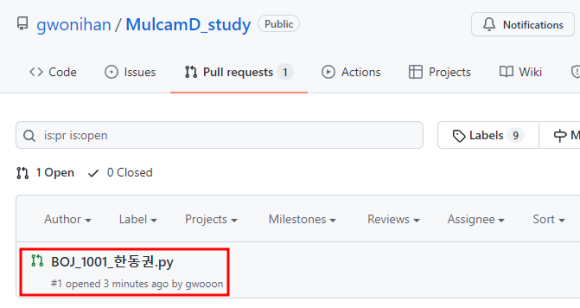 gwonihan / MulcamD_study Public Notifications
Code Issues Pull requests 1 Actions Projects Wiki
is:pr is:open Labels 9
1 Open 0 Closed
Author Label Projects Milestones Reviews Assignee Sort
BOJ_1001_한동권.py
#1 opened 3 minutes ago by gwooon